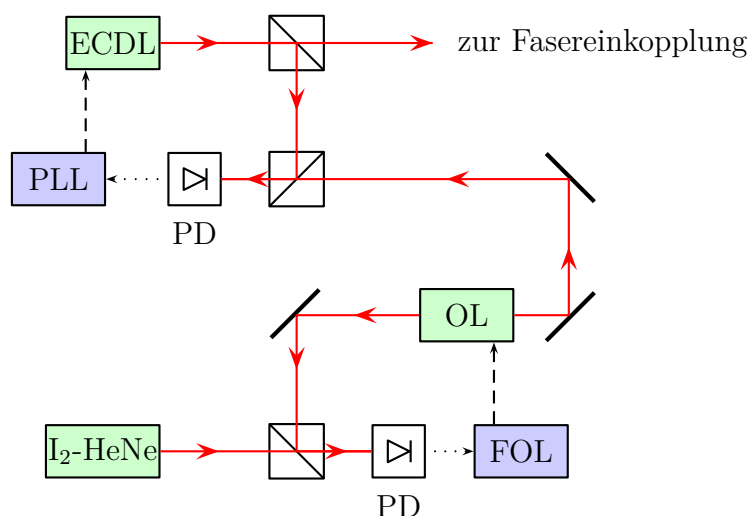 ECDL
zur Fasereinkopplung
PLL
PD
OL
I₂-HeNe
FOL
PD